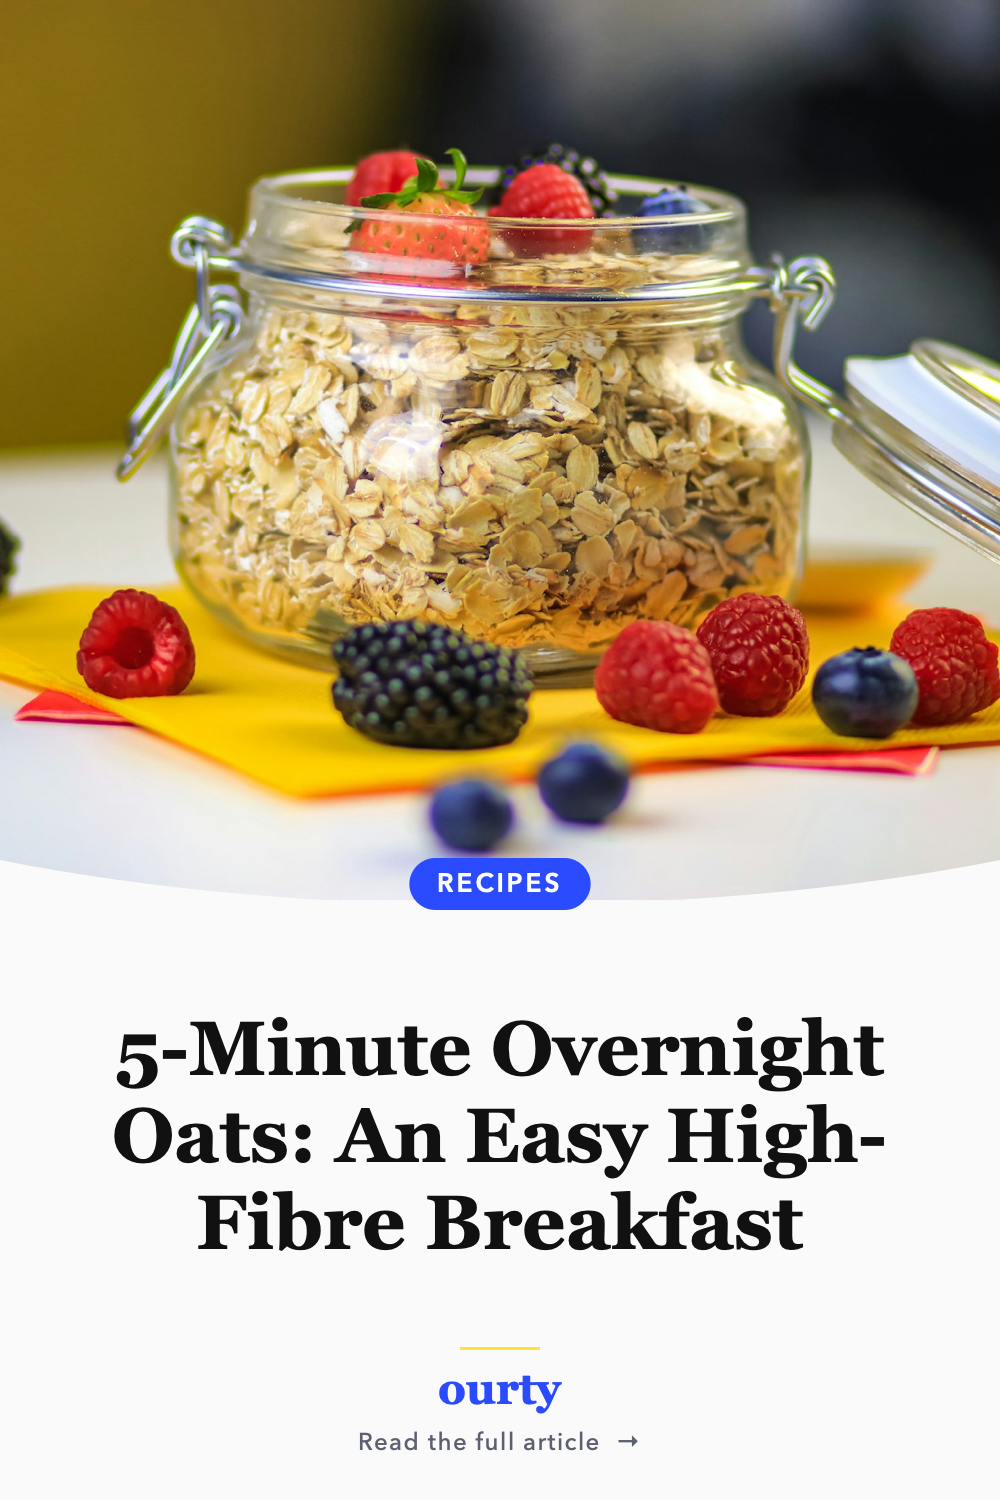 RECIPES
5-Minute Overnight
Oats: An Easy High-
Fibre Breakfast
ourty
Read the full article →